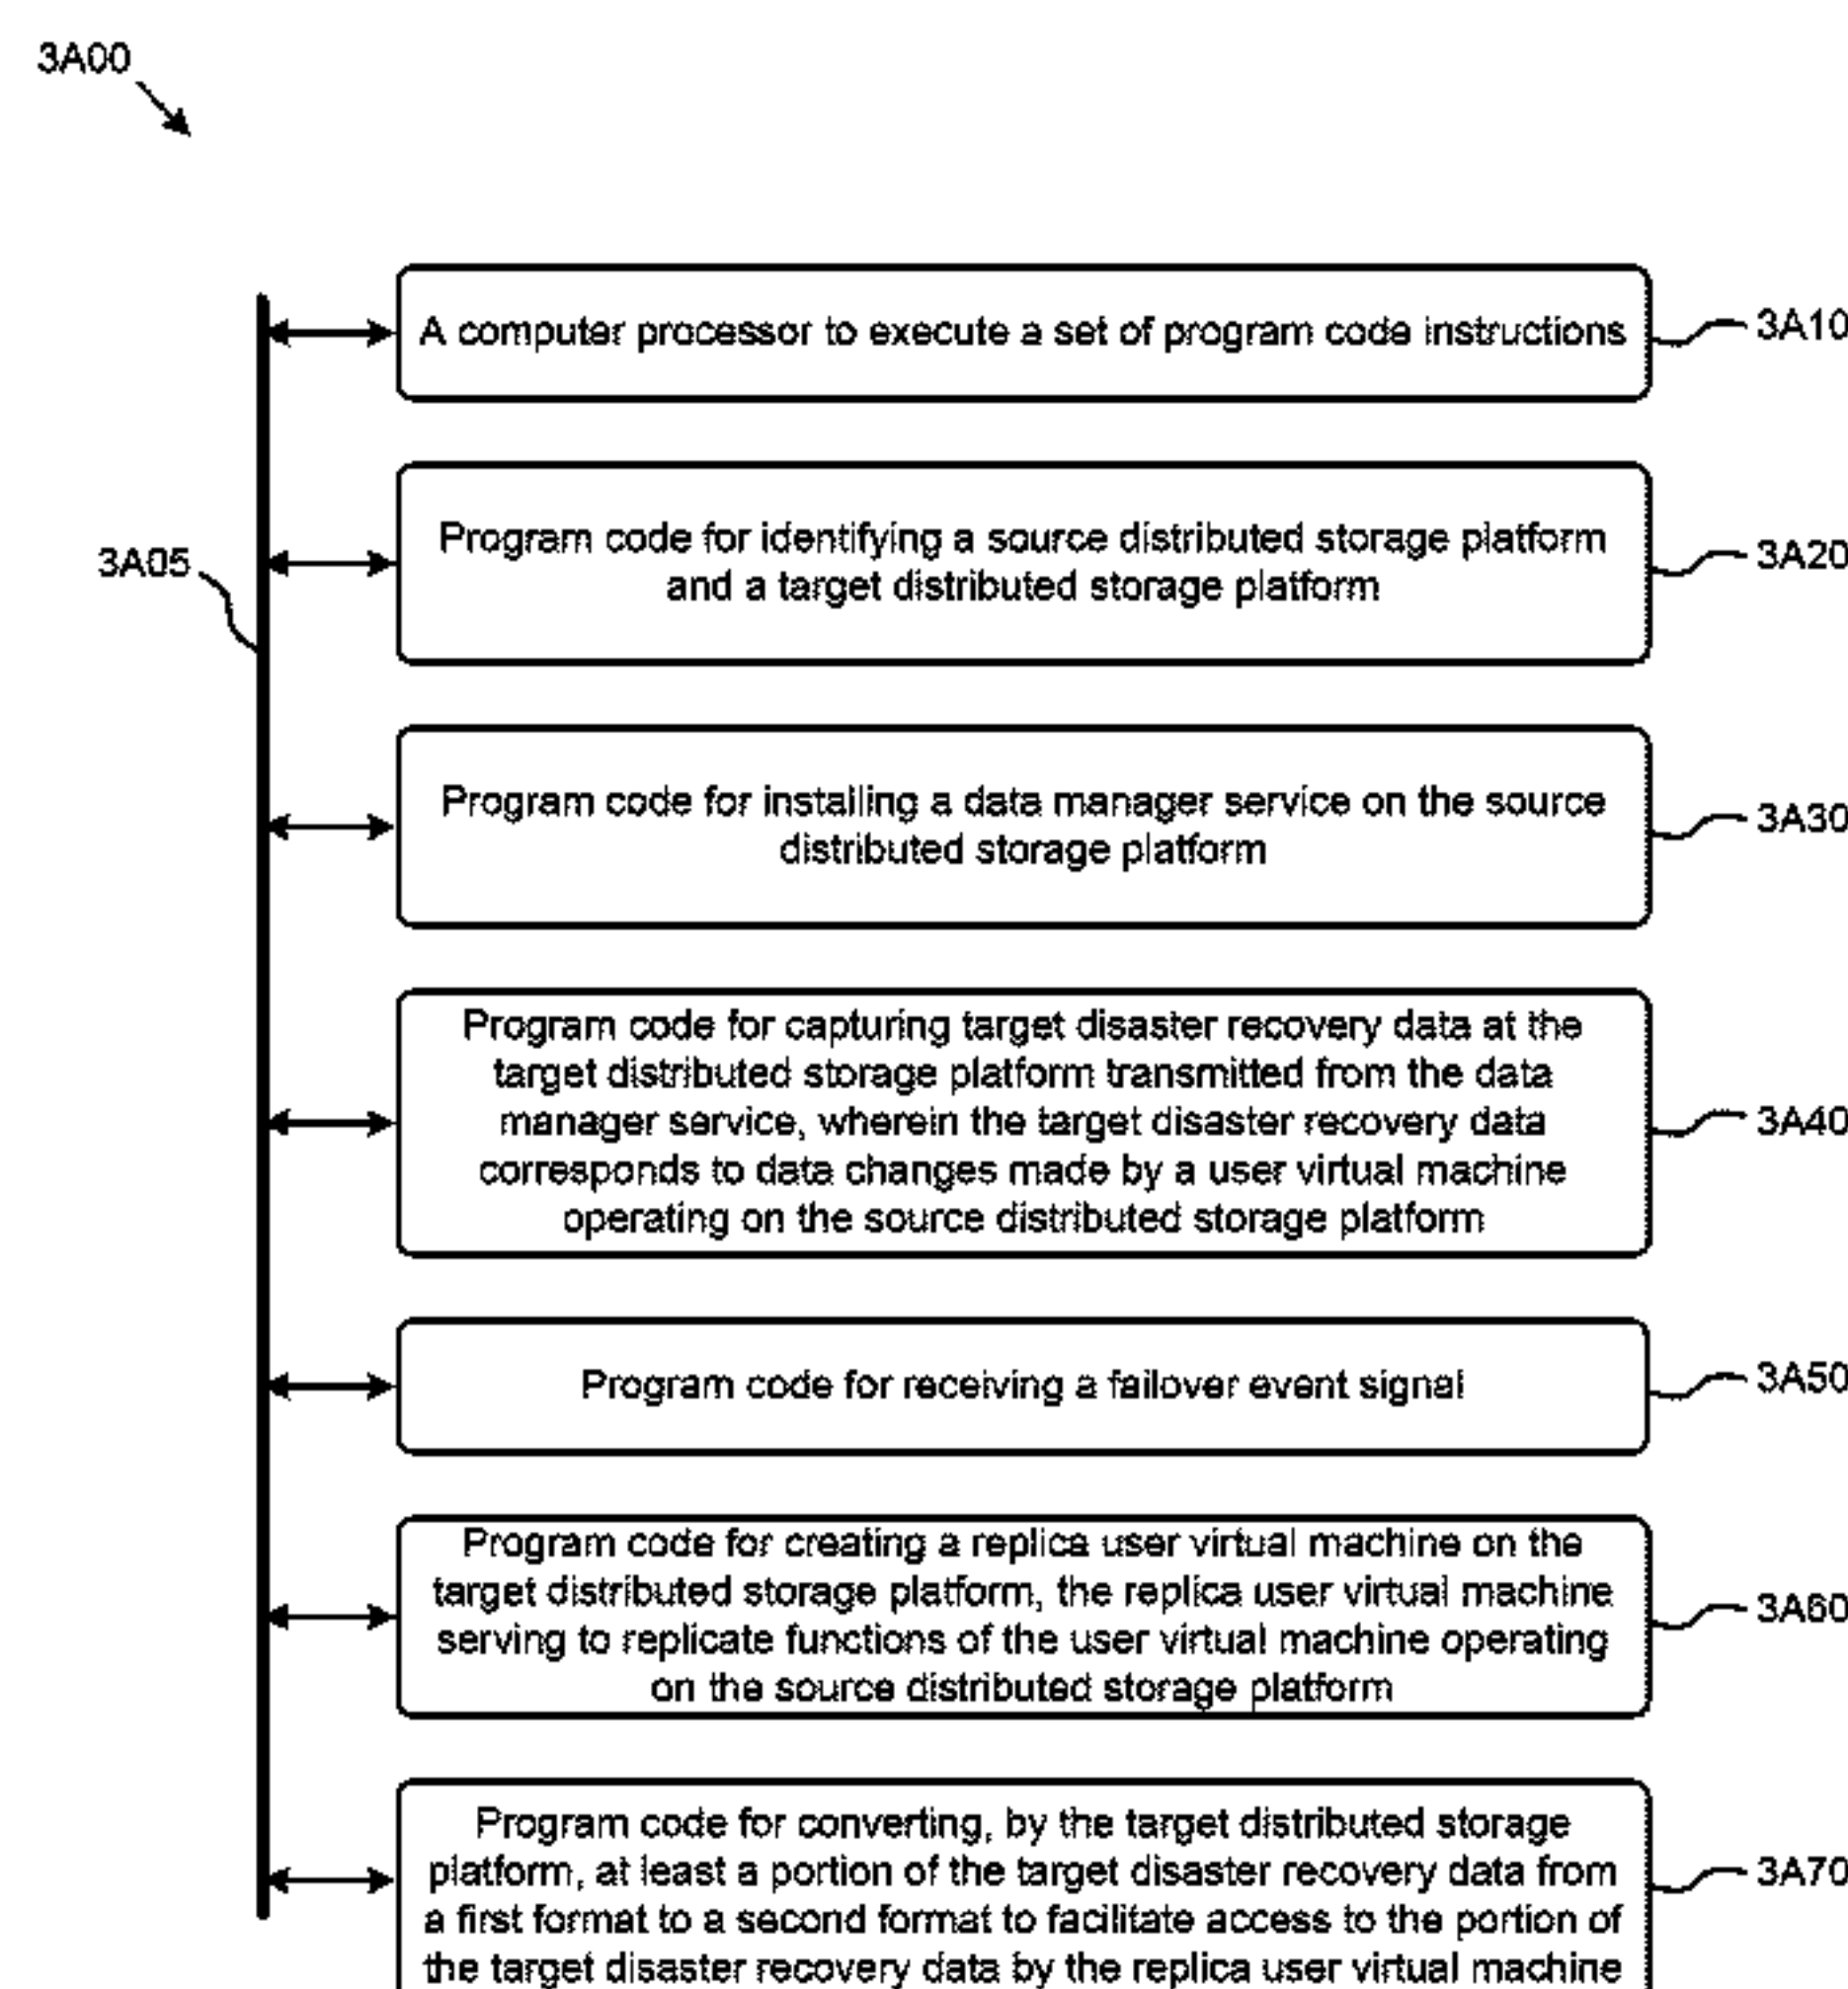 3A00
A computer processor to execute a set of program code instructions
3A10
3A05
Program code for identifying a source distributed storage platform
and a target distributed storage platform
3A20
Program code for installing a data manager service on the source
distributed storage platform
3A30
Program code for capturing target disaster recovery data at the
target distributed storage platform transmitted from the data
manager service, wherein the target disaster recovery data
corresponds to data changes made by a user virtual machine
operating on the source distributed storage platform
3A40
Program code for receiving a failover event signal
3A50
Program code for creating a replica user virtual machine on the
target distributed storage platform, the replica user virtual machine
serving to replicate functions of the user virtual machine operating
on the source distributed storage platform
3A60
Program code for converting, by the target distributed storage
platform, at least a portion of the target disaster recovery data from
a first format to a second format to facilitate access to the portion of
the target disaster recovery data by the replica user virtual machine
3A70